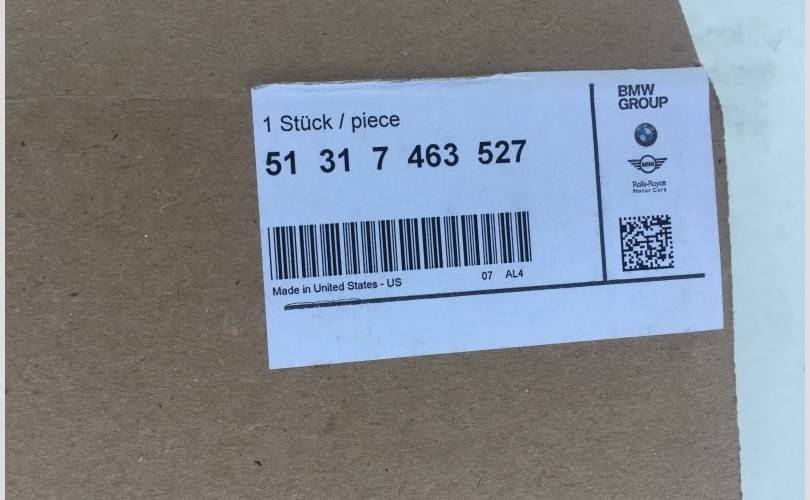 1 Stück / piece
51 31 7 463 527
Made in United States - US
07 AL4
BMW
GROUP
MINI
Rolls-Royce
Motor Cars